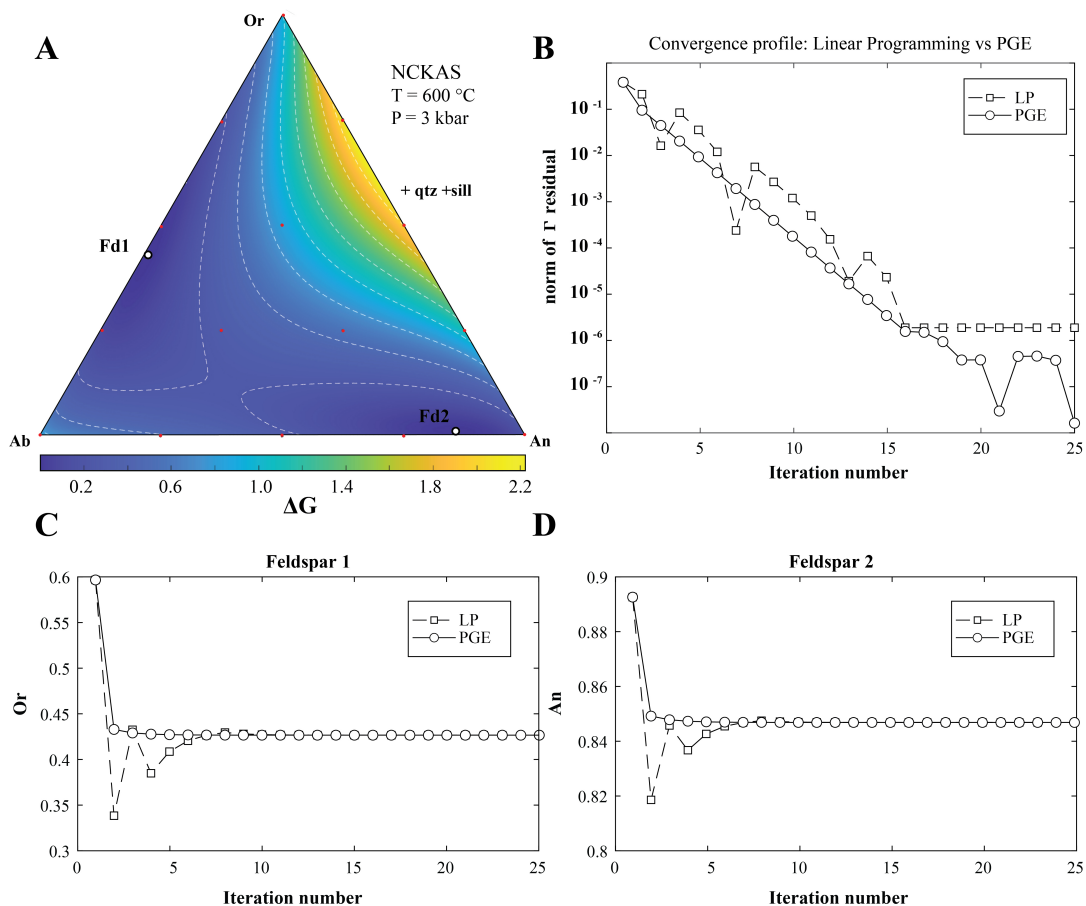 A
Or
NCKAS
T = 600 °C
P = 3 kbar
+ qtz +sill
Fd1
Fd2
Ab
An
0.2 0.6 1.0 1.4 1.8 2.2
ΔG
B
Convergence profile: Linear Programming vs PGE
LP
PGE
norm of Γ residual
10⁻¹
10⁻²
10⁻³
10⁻⁴
10⁻⁵
10⁻⁶
10⁻⁷
0 5 10 15 20 25
Iteration number
C
Feldspar 1
LP
PGE
Or
0.6
0.55
0.5
0.45
0.4
0.35
0.3
0 5 10 15 20 25
Iteration number
D
Feldspar 2
LP
PGE
An
0.9
0.88
0.86
0.84
0.82
0.8
0 5 10 15 20 25
Iteration number